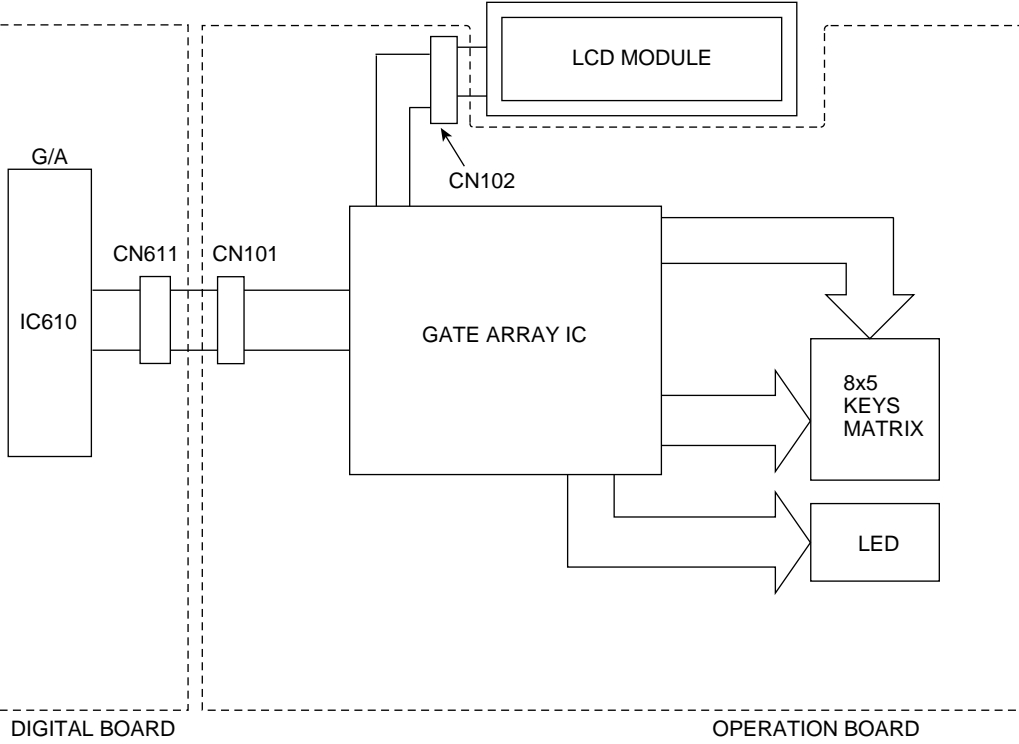 LCD MODULE
CN102
G/A
CN611
CN101
IC610
GATE ARRAY IC
8x5
KEYS
MATRIX
LED
DIGITAL BOARD
OPERATION BOARD